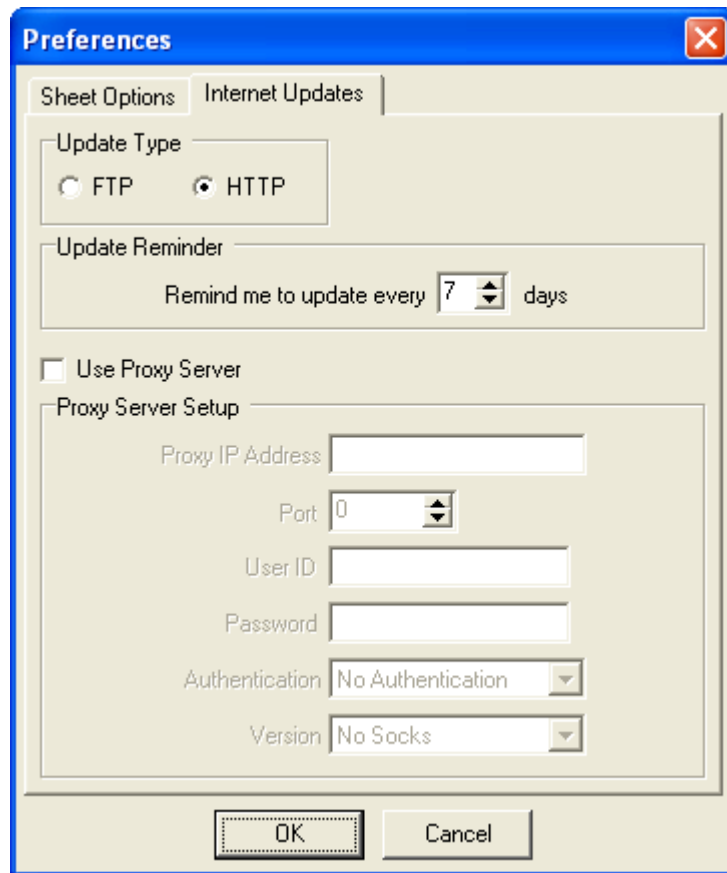 Preferences
Sheet Options Internet Updates
Update Type
FTP HTTP
Update Reminder
Remind me to update every 7 days
Use Proxy Server
Proxy Server Setup
Proxy IP Address
Port 0
User ID
Password
Authentication No Authentication
Version No Socks
OK Cancel